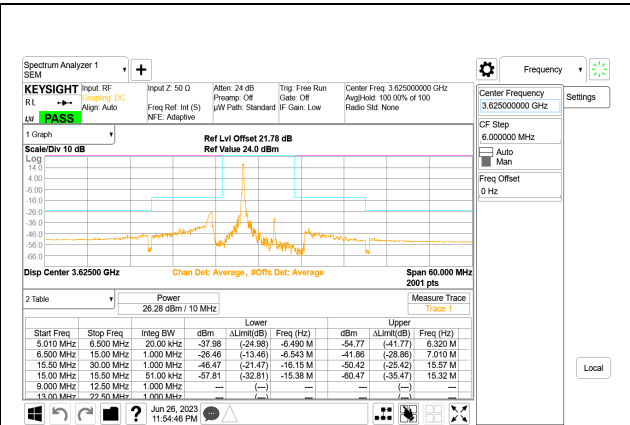 Spectrum Analyzer 1
SEM
Frequency
KEYSIGHT
Input: RF
Coupling: DC
Align: Auto
Input Z: 50 Ω
Freq Ref: Int (S)
NFE: Adaptive
Atten: 24 dB
Preamp: Off
µW Path: Standard
Trig: Free Run
Gate: Off
IF Gain: Low
Center Freq: 3.625000000 GHz
Avg|Hold: 100.00% of 100
Radio Std: None
R L
LXI
PASS
Center Frequency
3.625000000 GHz
Settings
CF Step
6.000000 MHz
Auto
Man
Freq Offset
0 Hz
1 Graph
Scale/Div 10 dB
Ref Lvl Offset 21.78 dB
Ref Value 24.0 dBm
Log
14.0
4.00
-6.00
-16.0
-26.0
-36.0
-46.0
-56.0
-66.0
Disp Center 3.62500 GHz
Chan Det: Average , #Offs Det: Average
Span 60.000 MHz
2001 pts
2 Table
Power
26.28 dBm / 10 MHz
Measure Trace
Trace 1
Lower Upper
Start Freq Stop Freq Integ BW dBm ΔLimit(dB) Freq (Hz) dBm ΔLimit(dB) Freq (Hz)
5.010 MHz 6.500 MHz 20.00 kHz -37.98 (-24.98) -6.490 M -54.77 (-41.77) 6.320 M
6.500 MHz 15.00 MHz 1.000 MHz -26.46 (-13.46) -6.543 M -41.86 (-28.86) 7.010 M
15.50 MHz 30.00 MHz 1.000 MHz -46.47 (-21.47) -16.15 M -50.42 (-25.42) 15.57 M
15.00 MHz 15.50 MHz 51.00 kHz -57.81 (-32.81) -15.38 M -60.47 (-35.47) 15.32 M
9.000 MHz 12.50 MHz 1.000 MHz --- (---) --- --- (---) ---
13.00 MHz 22.50 MHz 1.000 MHz --- (---) --- --- (---) ---
Local
?
Jun 26, 2023
11:54:46 PM